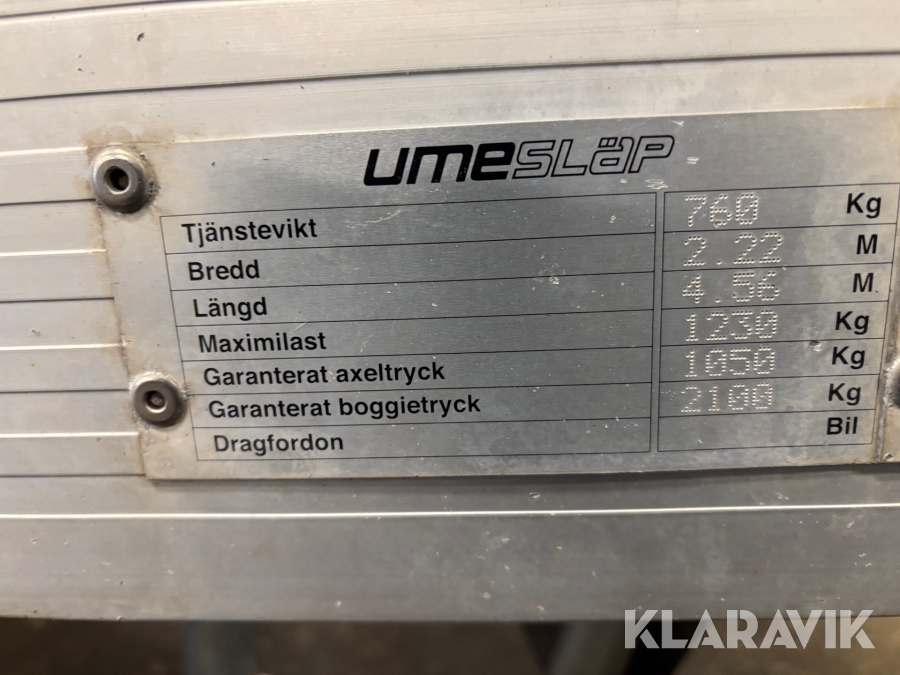 umesläp
Tjänstevikt 760 Kg
Bredd 2.22 M
Längd 4.56 M.
Maximilast 1230 Kg
Garanterat axeltryck 1050 Kg
Garanterat boggietryck 2100 Kg
Dragfordon Bil
KLARAVIK